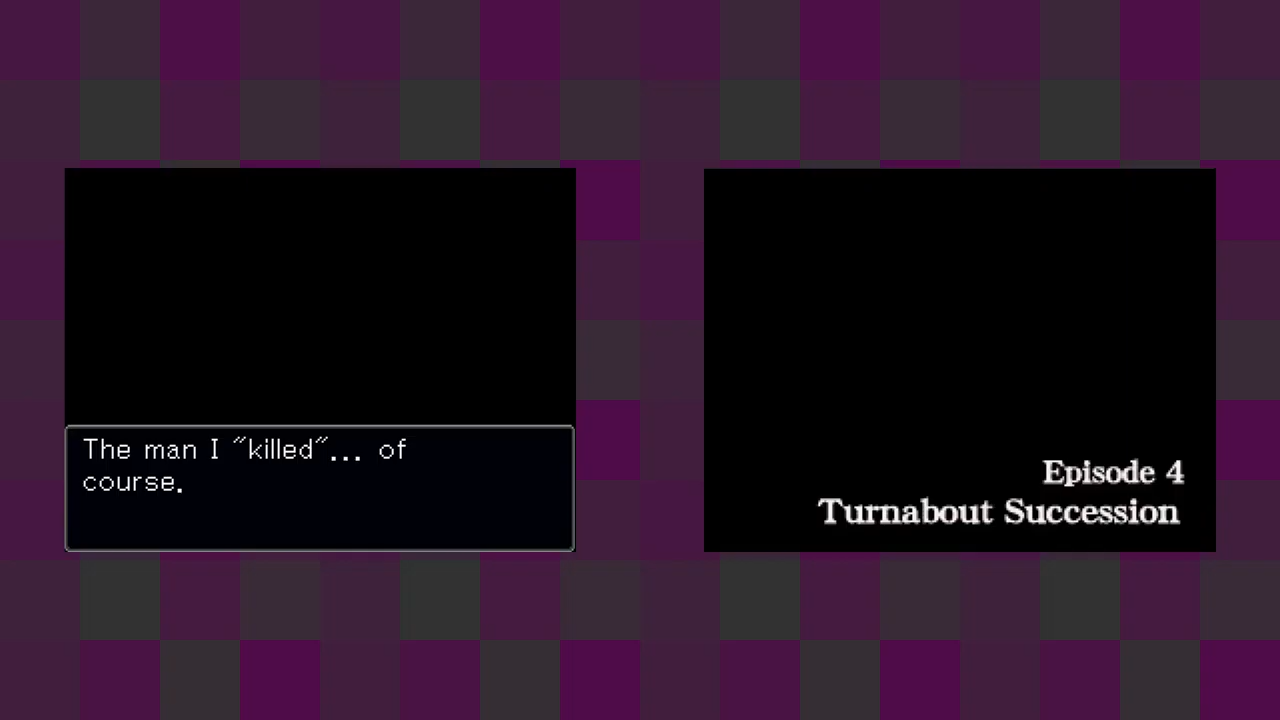 The man I "killed"... of
course.
Episode 4
Turnabout Succession